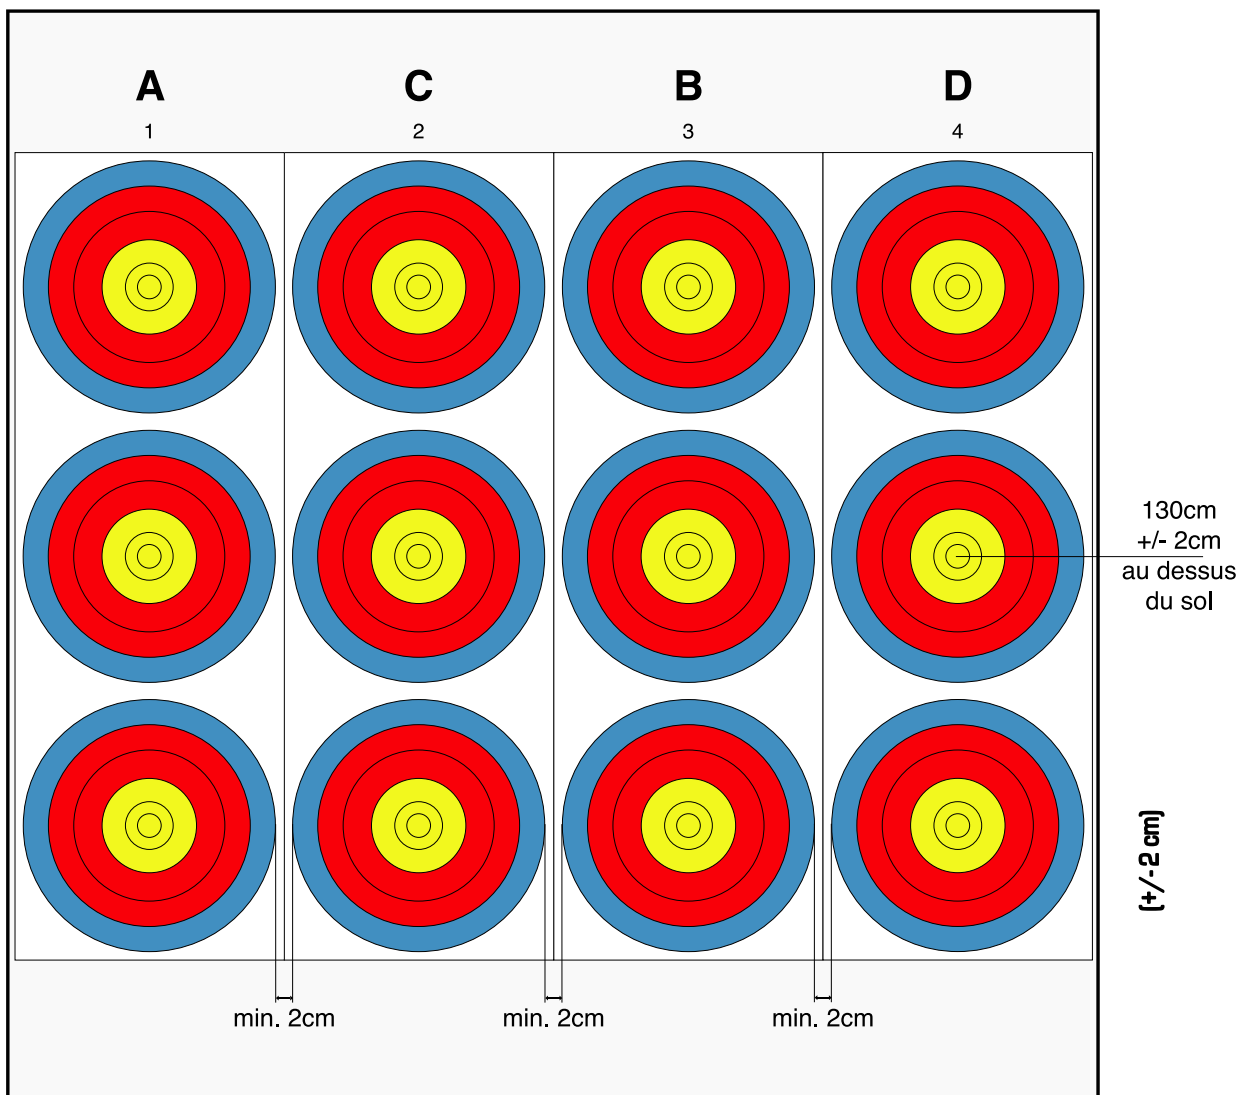 A C B D
1 2 3 4
130cm
+/- 2cm
au dessus
du sol
(+/-2 cm)
min. 2cm min. 2cm min. 2cm